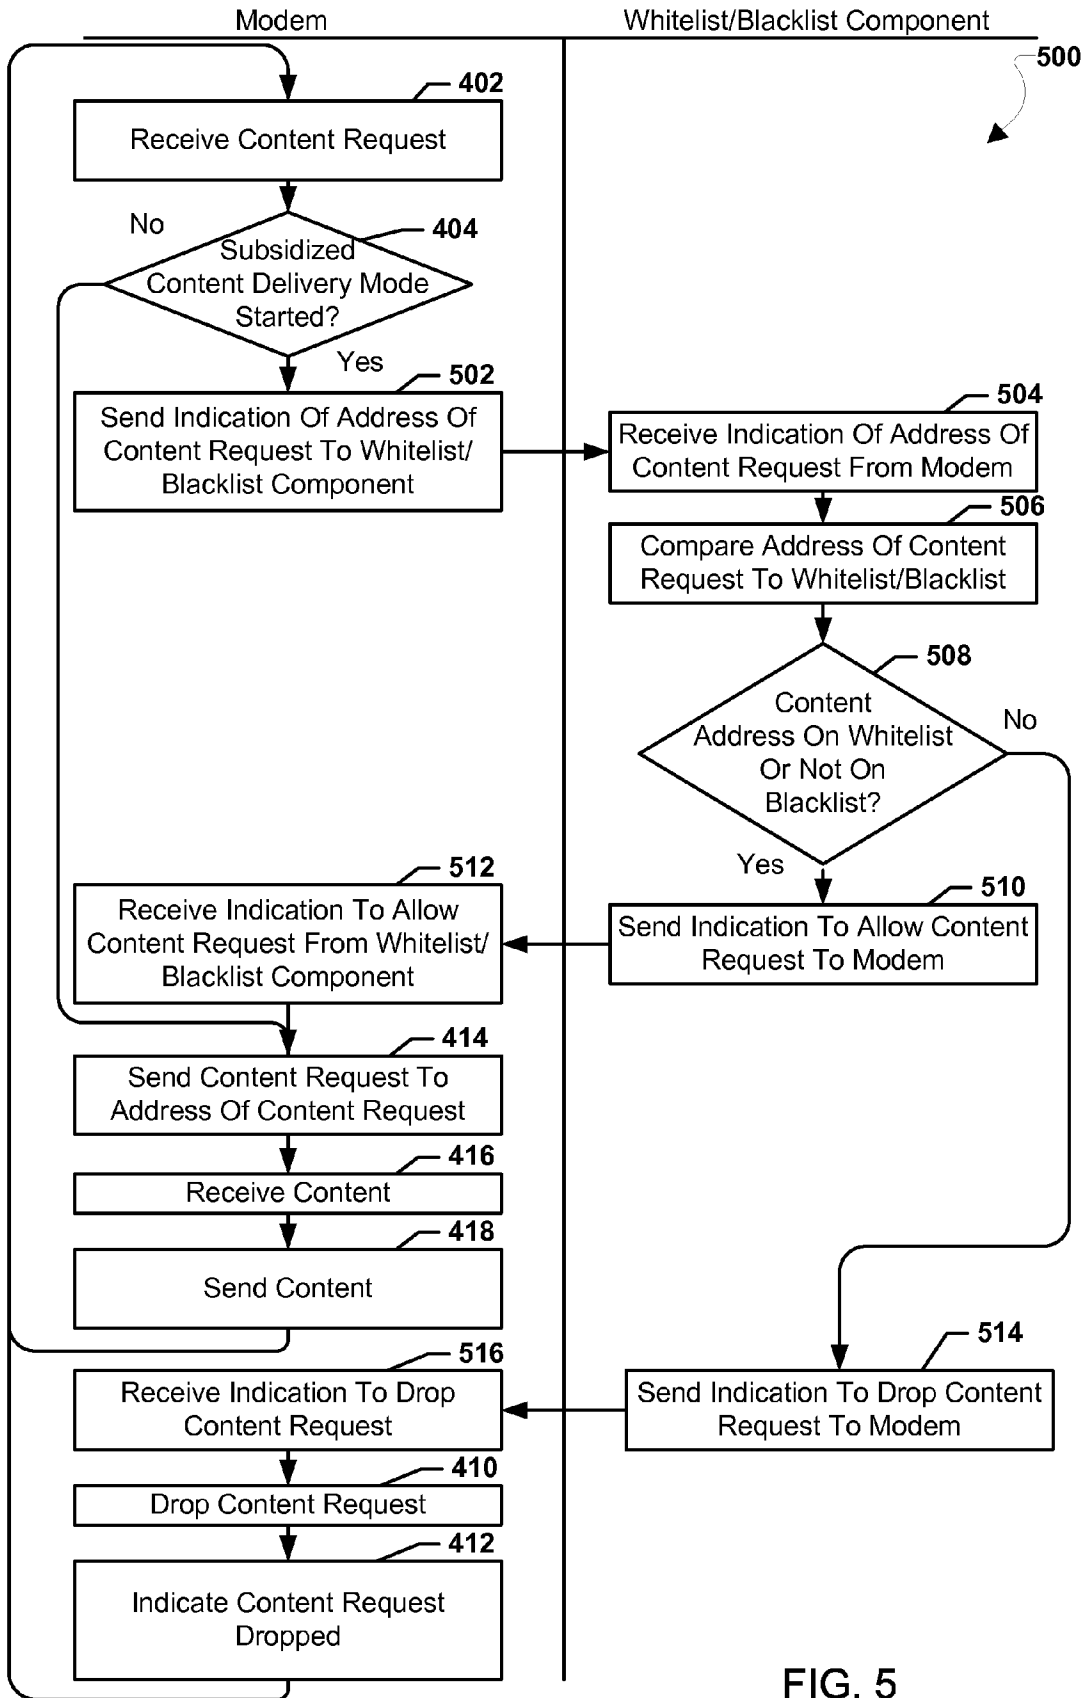 Modem
Whitelist/Blacklist Component
500
402
Receive Content Request
No
404
Subsidized
Content Delivery Mode
Started?
Yes
502
Send Indication Of Address Of
Content Request To Whitelist/
Blacklist Component
504
Receive Indication Of Address Of
Content Request From Modem
506
Compare Address Of Content
Request To Whitelist/Blacklist
508
Content
Address On Whitelist
Or Not On
Blacklist?
No
Yes
510
Send Indication To Allow Content
Request To Modem
512
Receive Indication To Allow
Content Request From Whitelist/
Blacklist Component
414
Send Content Request To
Address Of Content Request
416
Receive Content
418
Send Content
514
Send Indication To Drop Content
Request To Modem
516
Receive Indication To Drop
Content Request
410
Drop Content Request
412
Indicate Content Request
Dropped
FIG. 5